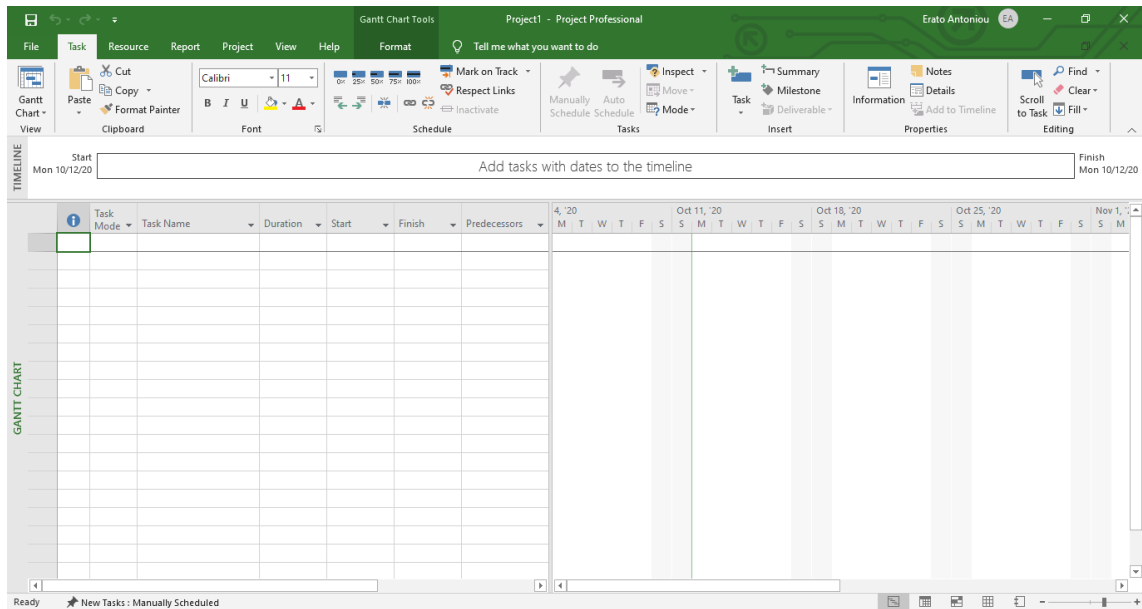 Gantt Chart Tools
Project1 - Project Professional
Erato Antoniou
EA
File Task Resource Report Project View Help Format Tell me what you want to do
Gantt Chart
View
Paste
Cut
Copy
Format Painter
Clipboard
Calibri 11
B I U A
Font
0× 25× 50× 75× 100×
Mark on Track
Respect Links
Inactivate
Schedule
Manually Schedule
Auto Schedule
Inspect
Move
Mode
Tasks
Task
Summary
Milestone
Deliverable
Insert
Information
Notes
Details
Add to Timeline
Properties
Scroll to Task
Find
Clear
Fill
Editing
TIMELINE
Start
Mon 10/12/20
Add tasks with dates to the timeline
Finish
Mon 10/12/20
Task Mode
Task Name
Duration
Start
Finish
Predecessors
4, '20 Oct 11, '20 Oct 18, '20 Oct 25, '20 Nov 1, '
M T W T F S S M T W T F S S M T W T F S S M T W T F S S M
GANTT CHART
Ready
New Tasks : Manually Scheduled